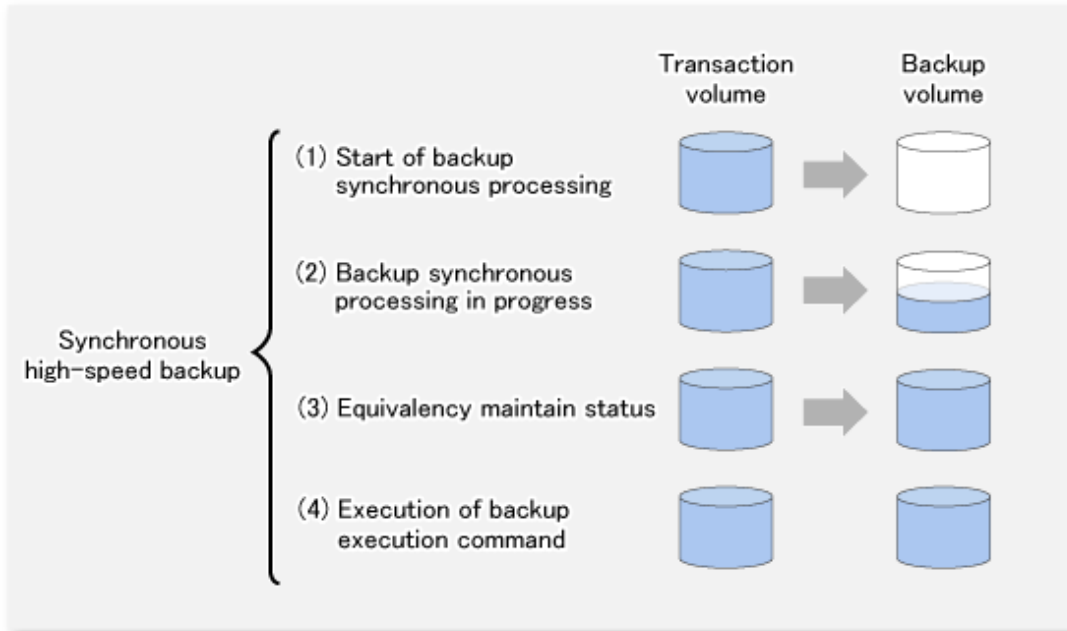 Transaction
volume
Backup
volume
(1) Start of backup
synchronous processing
(2) Backup synchronous
processing in progress
Synchronous
high-speed backup
(3) Equivalency maintain status
(4) Execution of backup
execution command